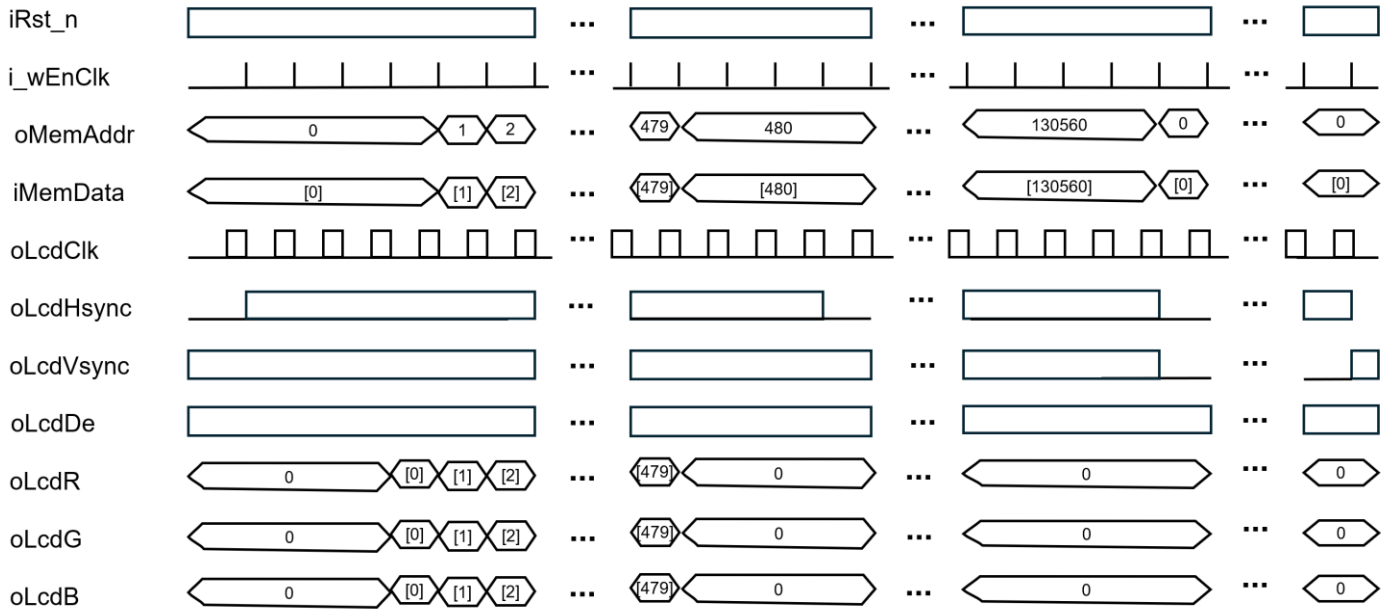 iRst_n ... ... ...
i_wEnClk ... ... ...
oMemAddr 0 1 2 ... 479 480 ... 130560 0 ... 0
iMemData [0] [1] [2] ... [479] [480] ... [130560] [0] ... [0]
oLcdClk ... ... ...
oLcdHsync ... ... ...
oLcdVsync ... ... ...
oLcdDe ... ... ...
oLcdR 0 [0] [1] [2] ... [479] 0 ... 0 ... 0
oLcdG 0 [0] [1] [2] ... [479] 0 ... 0 ... 0
oLcdB 0 [0] [1] [2] ... [479] 0 ... 0 ... 0